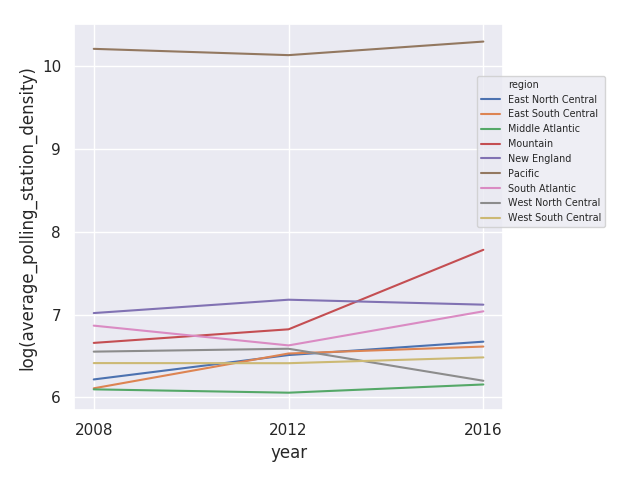 10
9
8
7
6
log(average_polling_station_density)
2008
2012
2016
year
region
East North Central
East South Central
Middle Atlantic
Mountain
New England
Pacific
South Atlantic
West North Central
West South Central